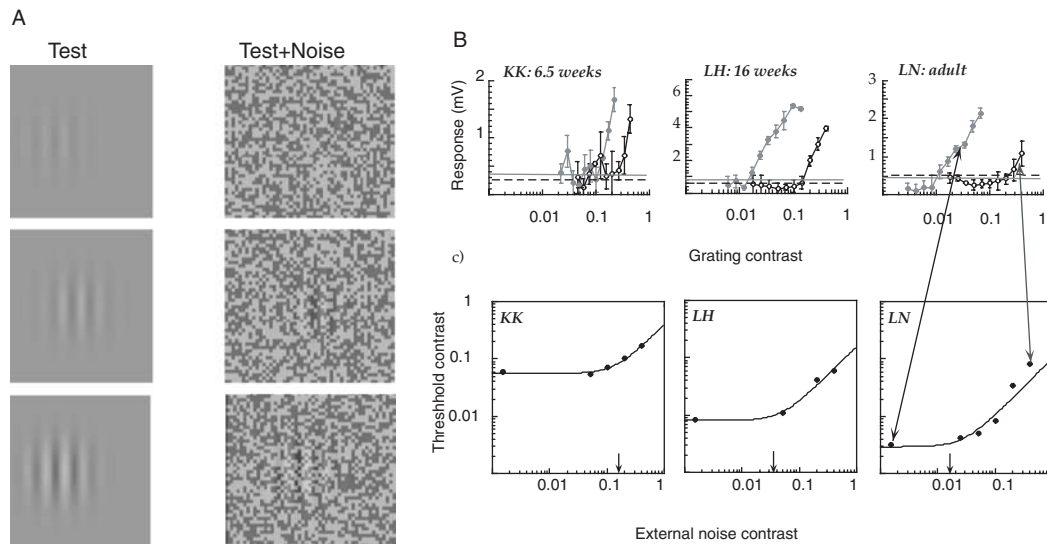 A
Test
Test+Noise
B
KK: 6.5 weeks
LH: 16 weeks
LN: adult
Response (mV)
2
1
6
4
2
3
2
1
0.01
0.1
1
0.01
0.1
1
0.01
0.1
1
Grating contrast
c)
Threshhold contrast
1
0.1
0.01
KK
LH
LN
0.01
0.1
1
0.01
0.1
1
0.01
0.1
1
External noise contrast